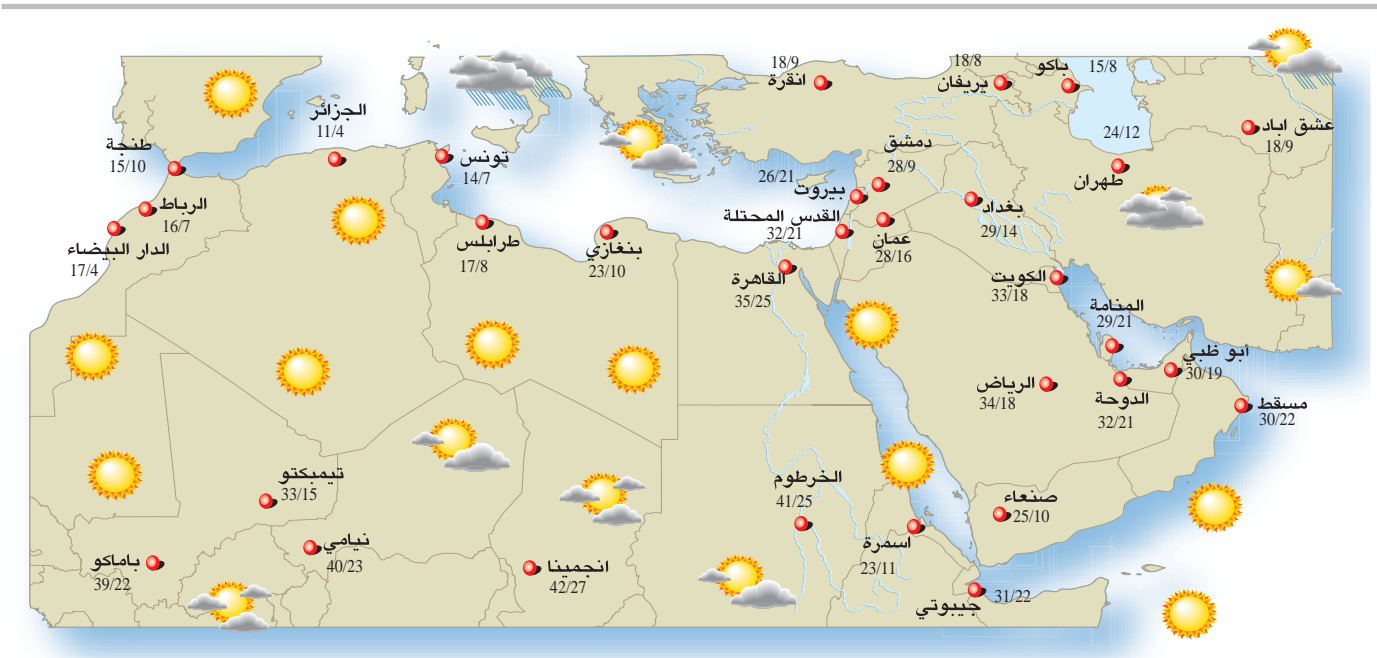 18/9
انقرة
18/8
يريفان
باكو
15/8
عشق اباد
18/9
24/12
طهران
الجزائر
11/4
طنجة
15/10
تونس
14/7
دمشق
28/9
26/21
بيروت
الرباط
16/7
القدس المحتلة
32/21
بغداد
29/14
عمان
28/16
الدار البيضاء
17/4
طرابلس
17/8
بنغازي
23/10
القاهرة
35/25
الكويت
33/18
المنامة
29/21
أبو ظبي
30/19
الرياض
34/18
الدوحة
32/21
مسقط
30/22
تيمبكتو
33/15
الخرطوم
41/25
صنعاء
25/10
اسمرة
23/11
نيامي
40/23
باماكو
39/22
انجمينا
42/27
31/22
جيبوتي